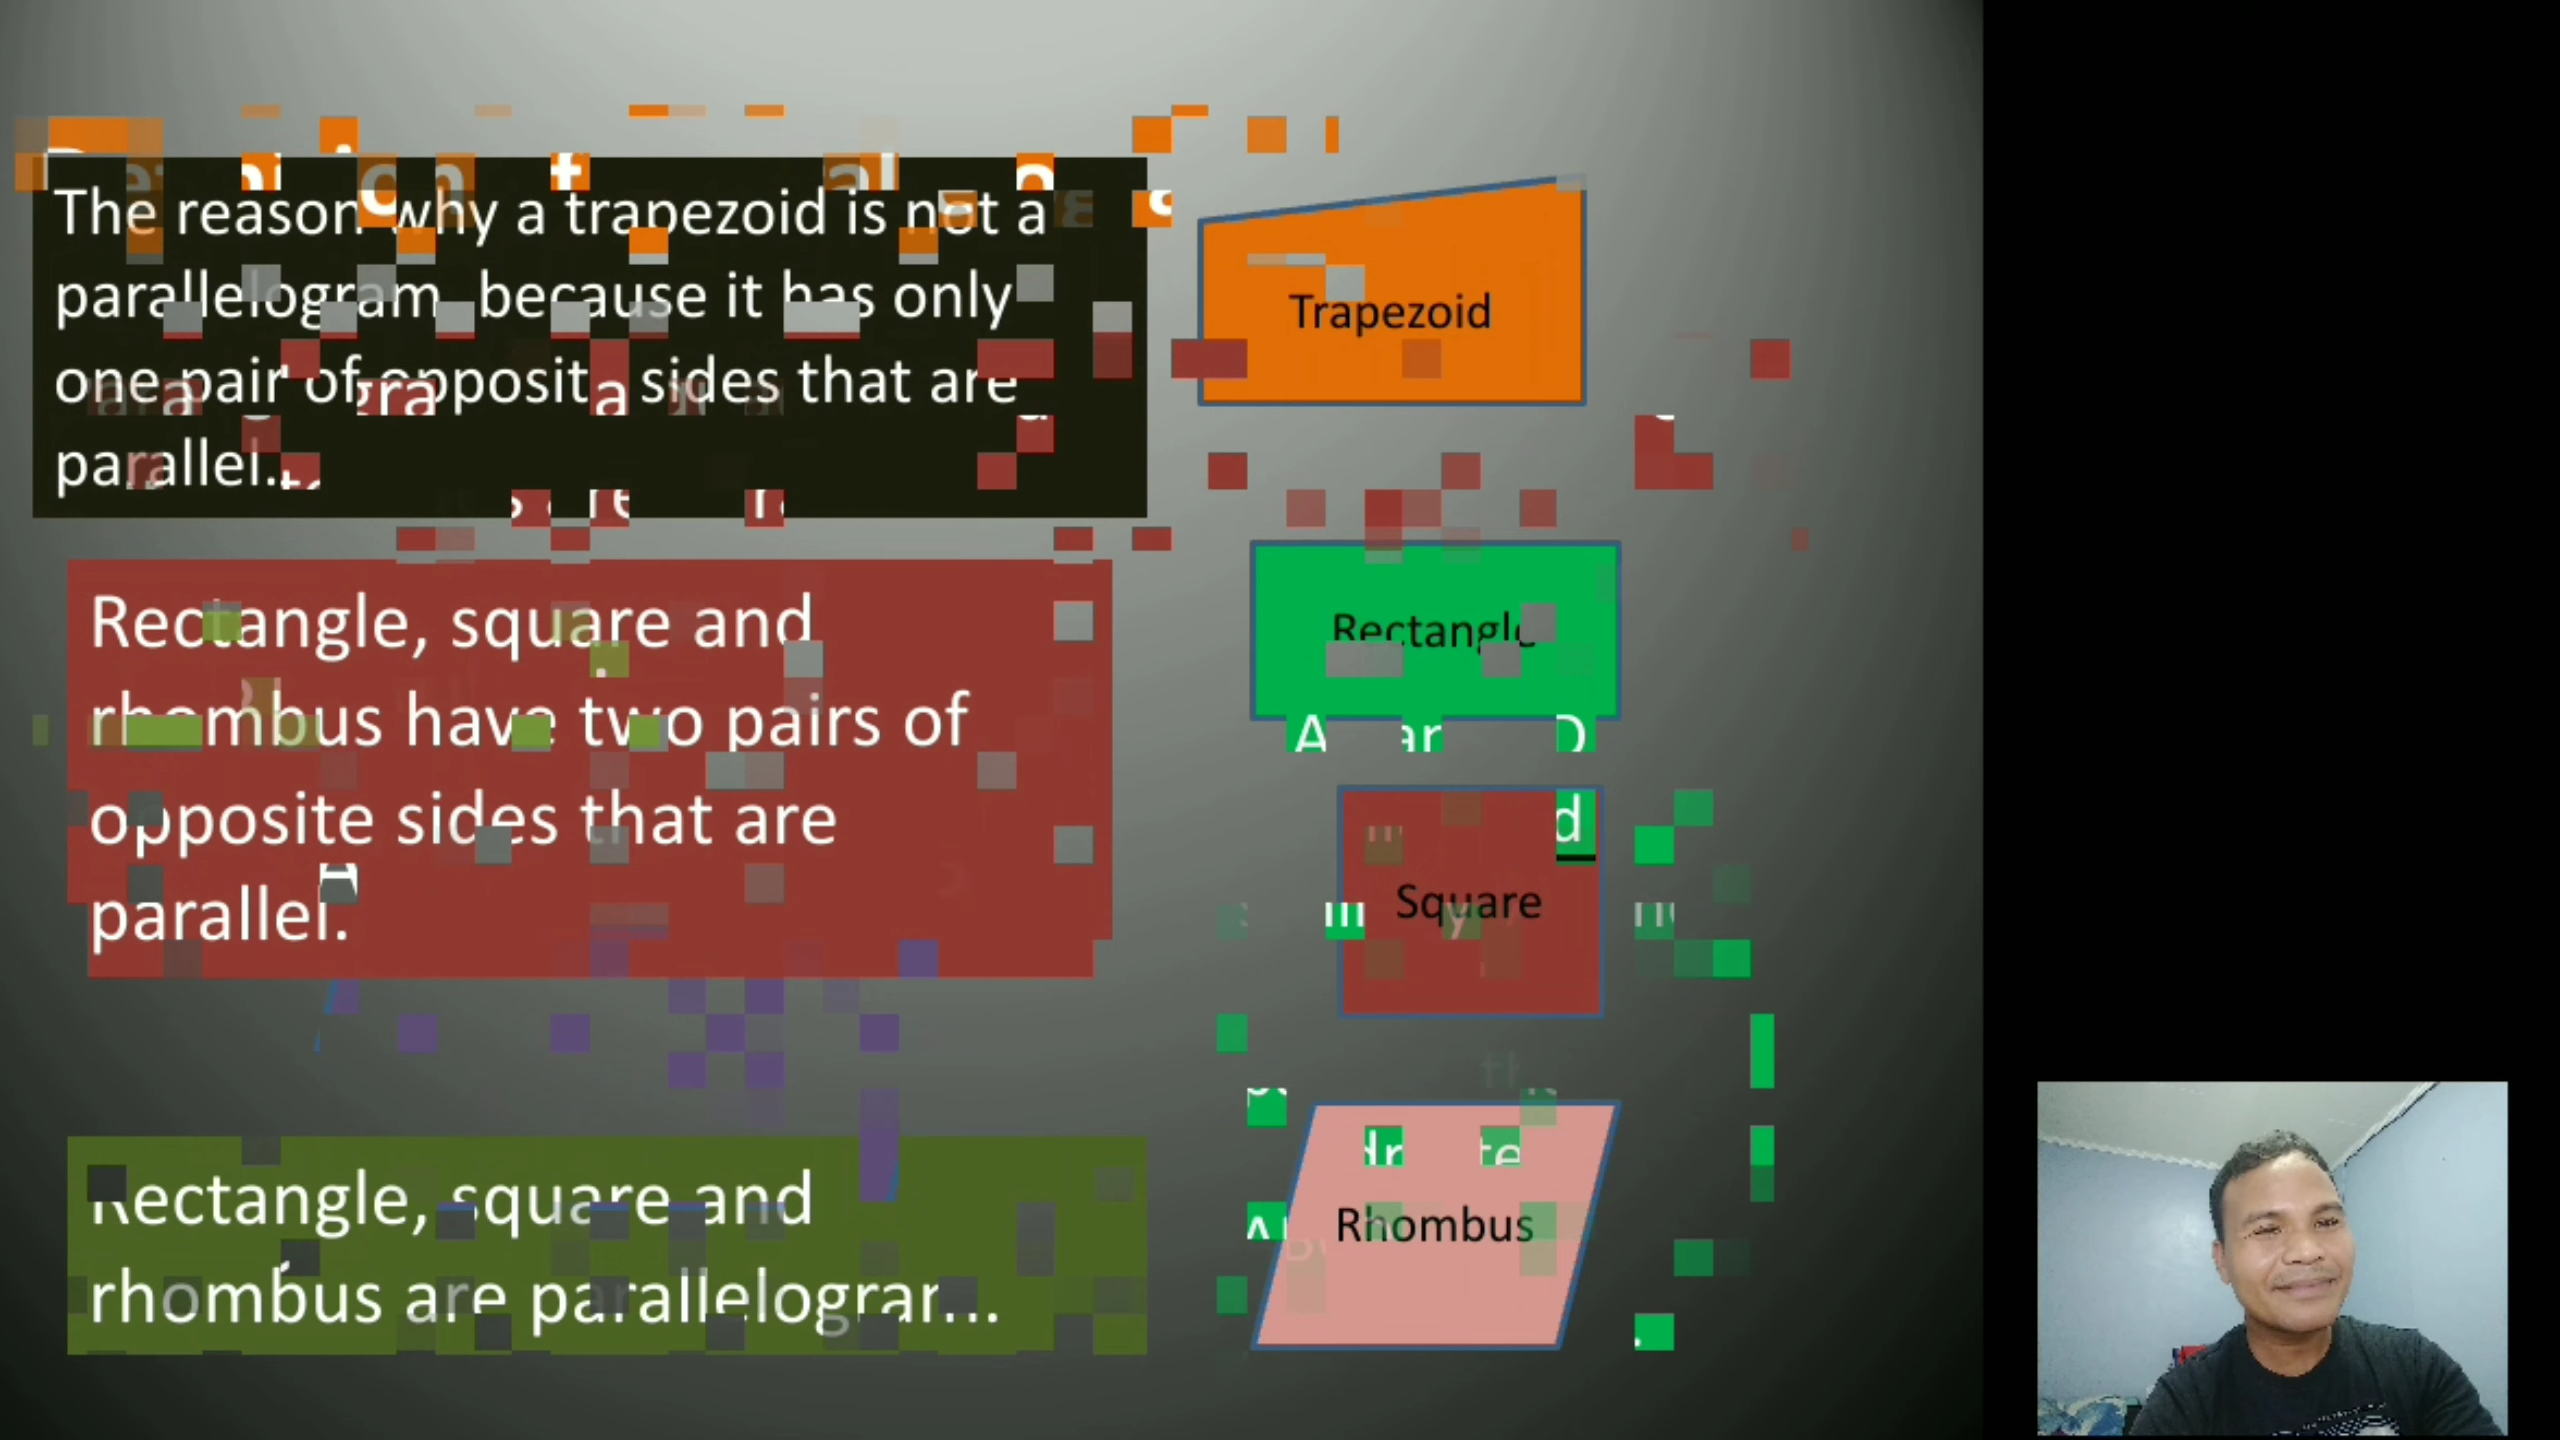 The reason why a trapezoid is not a
parallelogram because it has only
one pair of opposit sides that are
parallel..
Trapezoid
Rectangle, square and
rhombus have two pairs of
opposite sides that are
parallel.
Rectangle
Square
Rectangle, square and
rhombus are parallelogram...
Rhombus